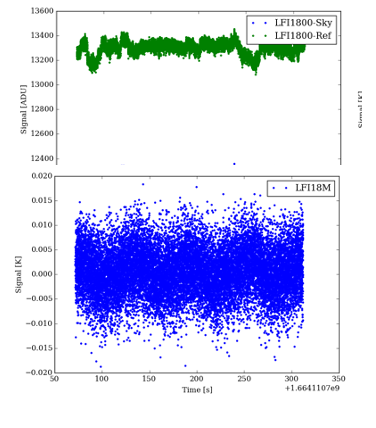 13600
13400
13200
13000
12800
12600
12400
Signal [ADU]
LFI1800-Sky
LFI1800-Ref
Signal [K]
0.020
0.015
0.010
0.005
0.000
−0.005
−0.010
−0.015
−0.020
Signal [K]
LFI18M
50
100
150
200
250
300
350
Time [s]
+1.6641107e9